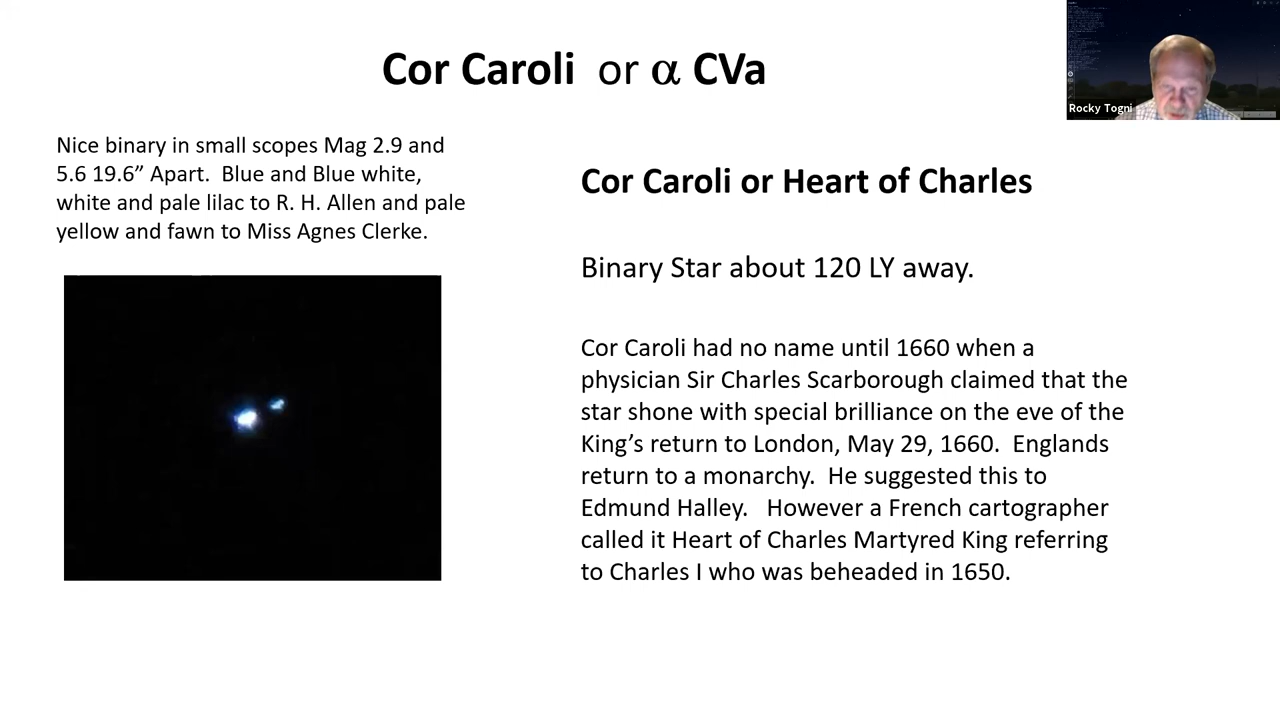 Cor Caroli or α CVa
Rocky Togni
Nice binary in small scopes Mag 2.9 and
5.6 19.6” Apart. Blue and Blue white,
white and pale lilac to R. H. Allen and pale
yellow and fawn to Miss Agnes Clerke.
Cor Caroli or Heart of Charles
Binary Star about 120 LY away.
Cor Caroli had no name until 1660 when a
physician Sir Charles Scarborough claimed that the
star shone with special brilliance on the eve of the
King’s return to London, May 29, 1660. Englands
return to a monarchy. He suggested this to
Edmund Halley. However a French cartographer
called it Heart of Charles Martyred King referring
to Charles I who was beheaded in 1650.